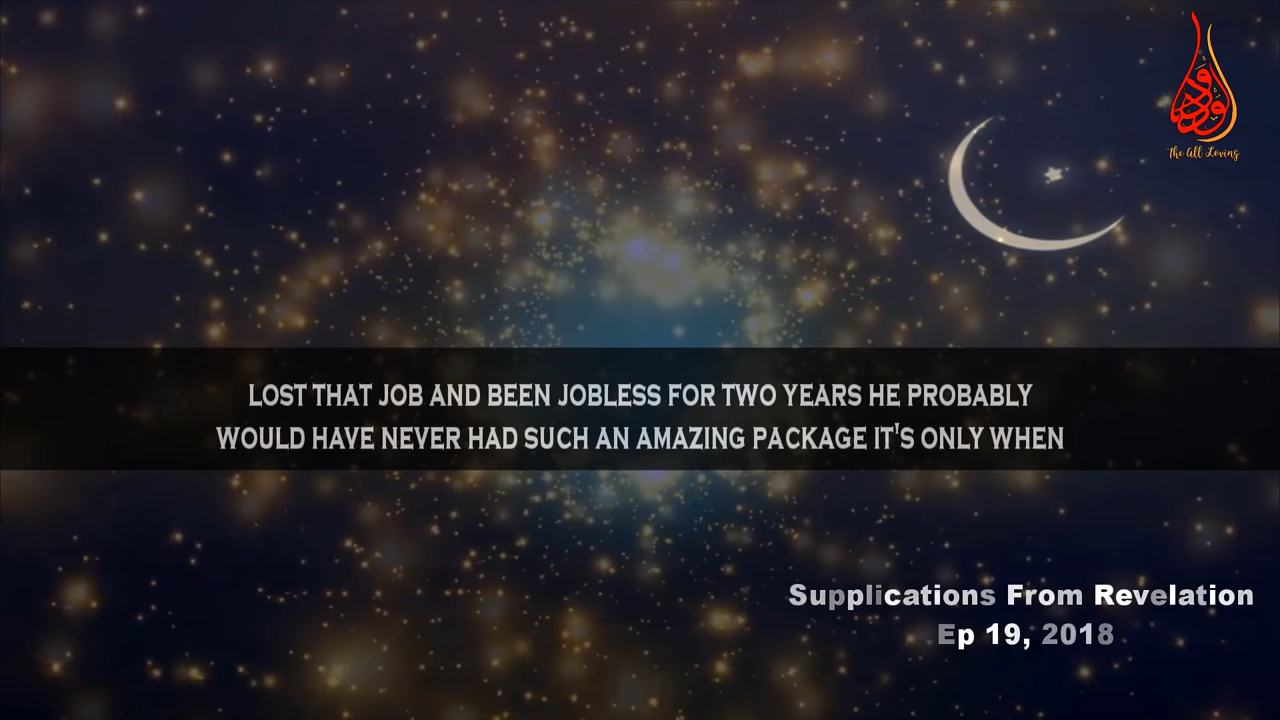 الودود
The All Loving
LOST THAT JOB AND BEEN JOBLESS FOR TWO YEARS HE PROBABLY
WOULD HAVE NEVER HAD SUCH AN AMAZING PACKAGE IT'S ONLY WHEN
Supplications From Revelation
Ep 19, 2018